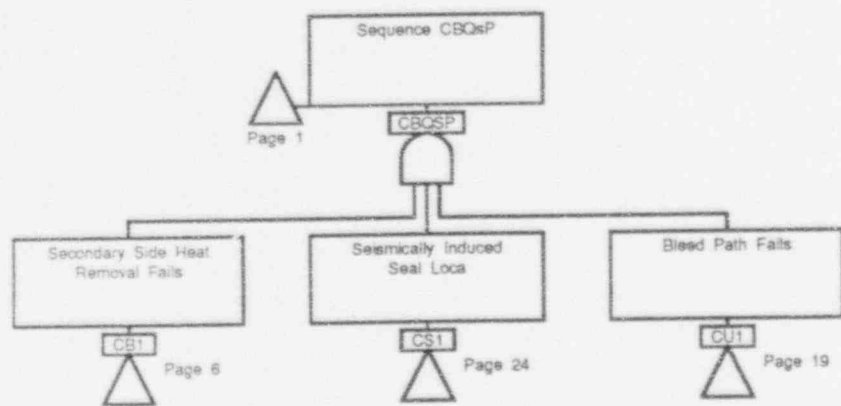 Sequence CBQsP
Page 1
CBQSP
Secondary Side Heat
Removal Fails
Seismically Induced
Seal Loca
Bleed Path Fails
CB1
Page 6
CS1
Page 24
CU1
Page 19